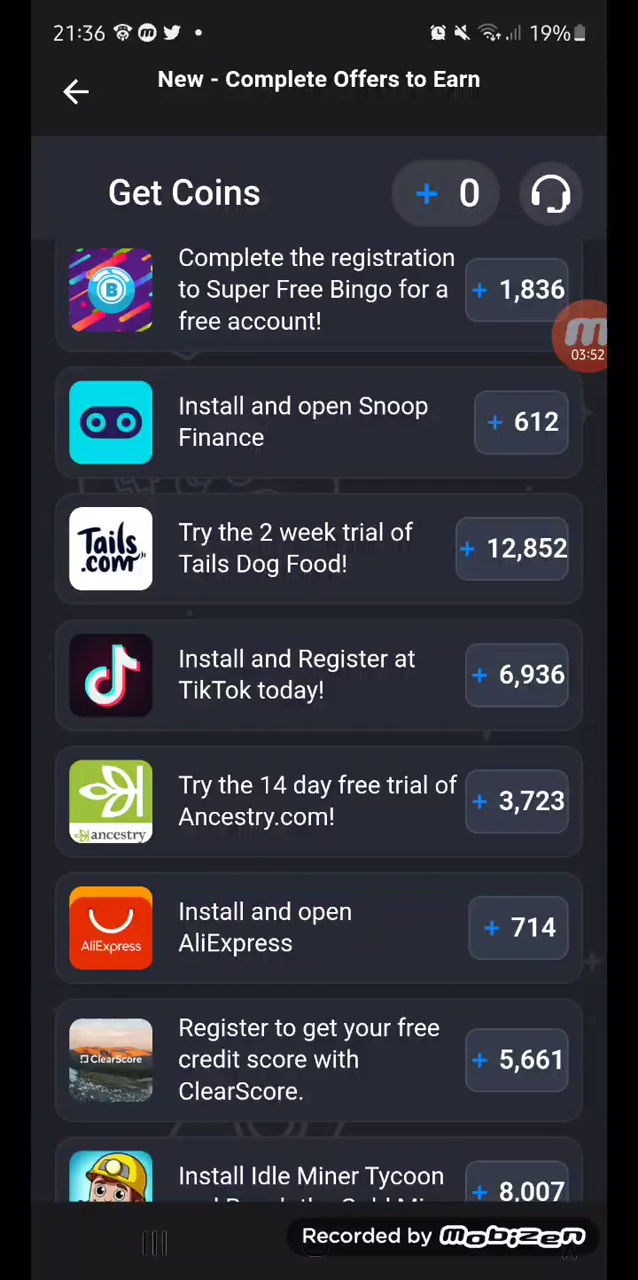 21:36
19%
New - Complete Offers to Earn
Get Coins
+ 0
Complete the registration
to Super Free Bingo for a
free account!
+ 1,836
B
03:52
Install and open Snoop
Finance
+ 612
Tails
.com
Try the 2 week trial of
Tails Dog Food!
+ 12,852
Install and Register at
TikTok today!
+ 6,936
ancestry
Try the 14 day free trial of
Ancestry.com!
+ 3,723
AliExpress
Install and open
AliExpress
+ 714
ClearScore
Register to get your free
credit score with
ClearScore.
+ 5,661
Install Idle Miner Tycoon
+ 8,007
Recorded by mobizen